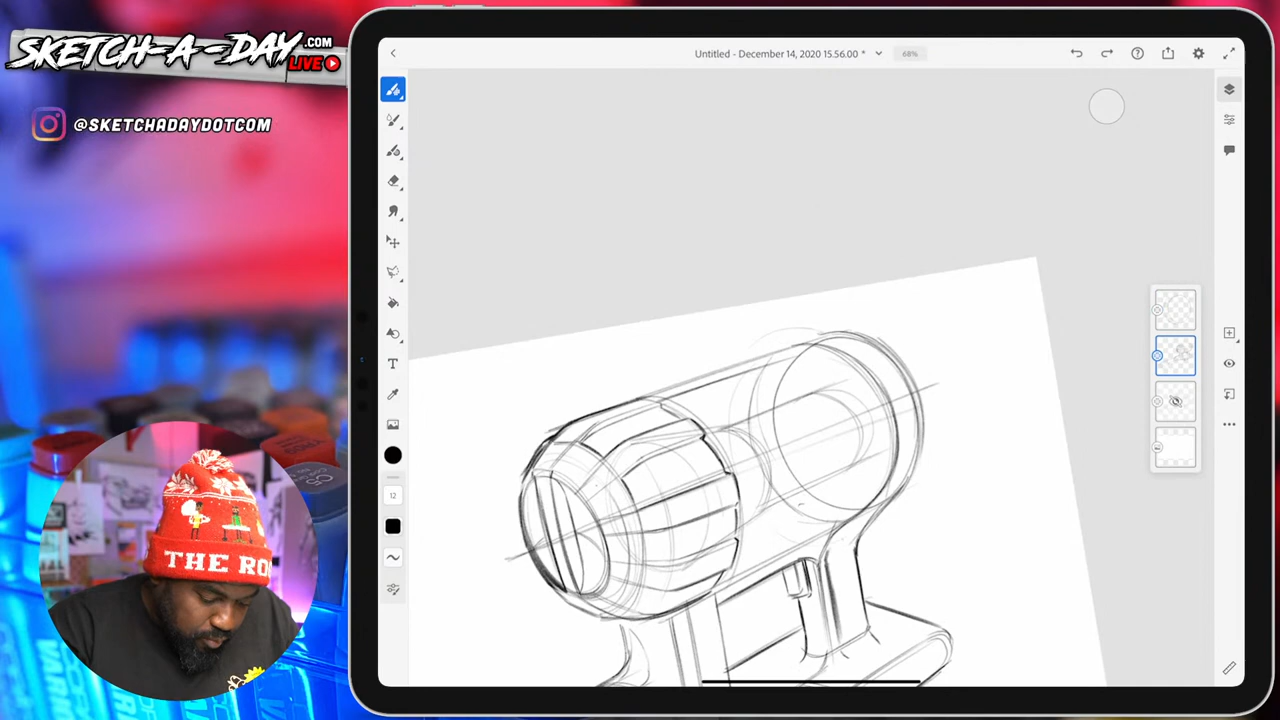 SKETCH-A-DAY.COM
LIVE
@SKETCHADAYDOTCOM
Untitled - December 14, 2020 15.56.00 *
68%
T
12
THE RO